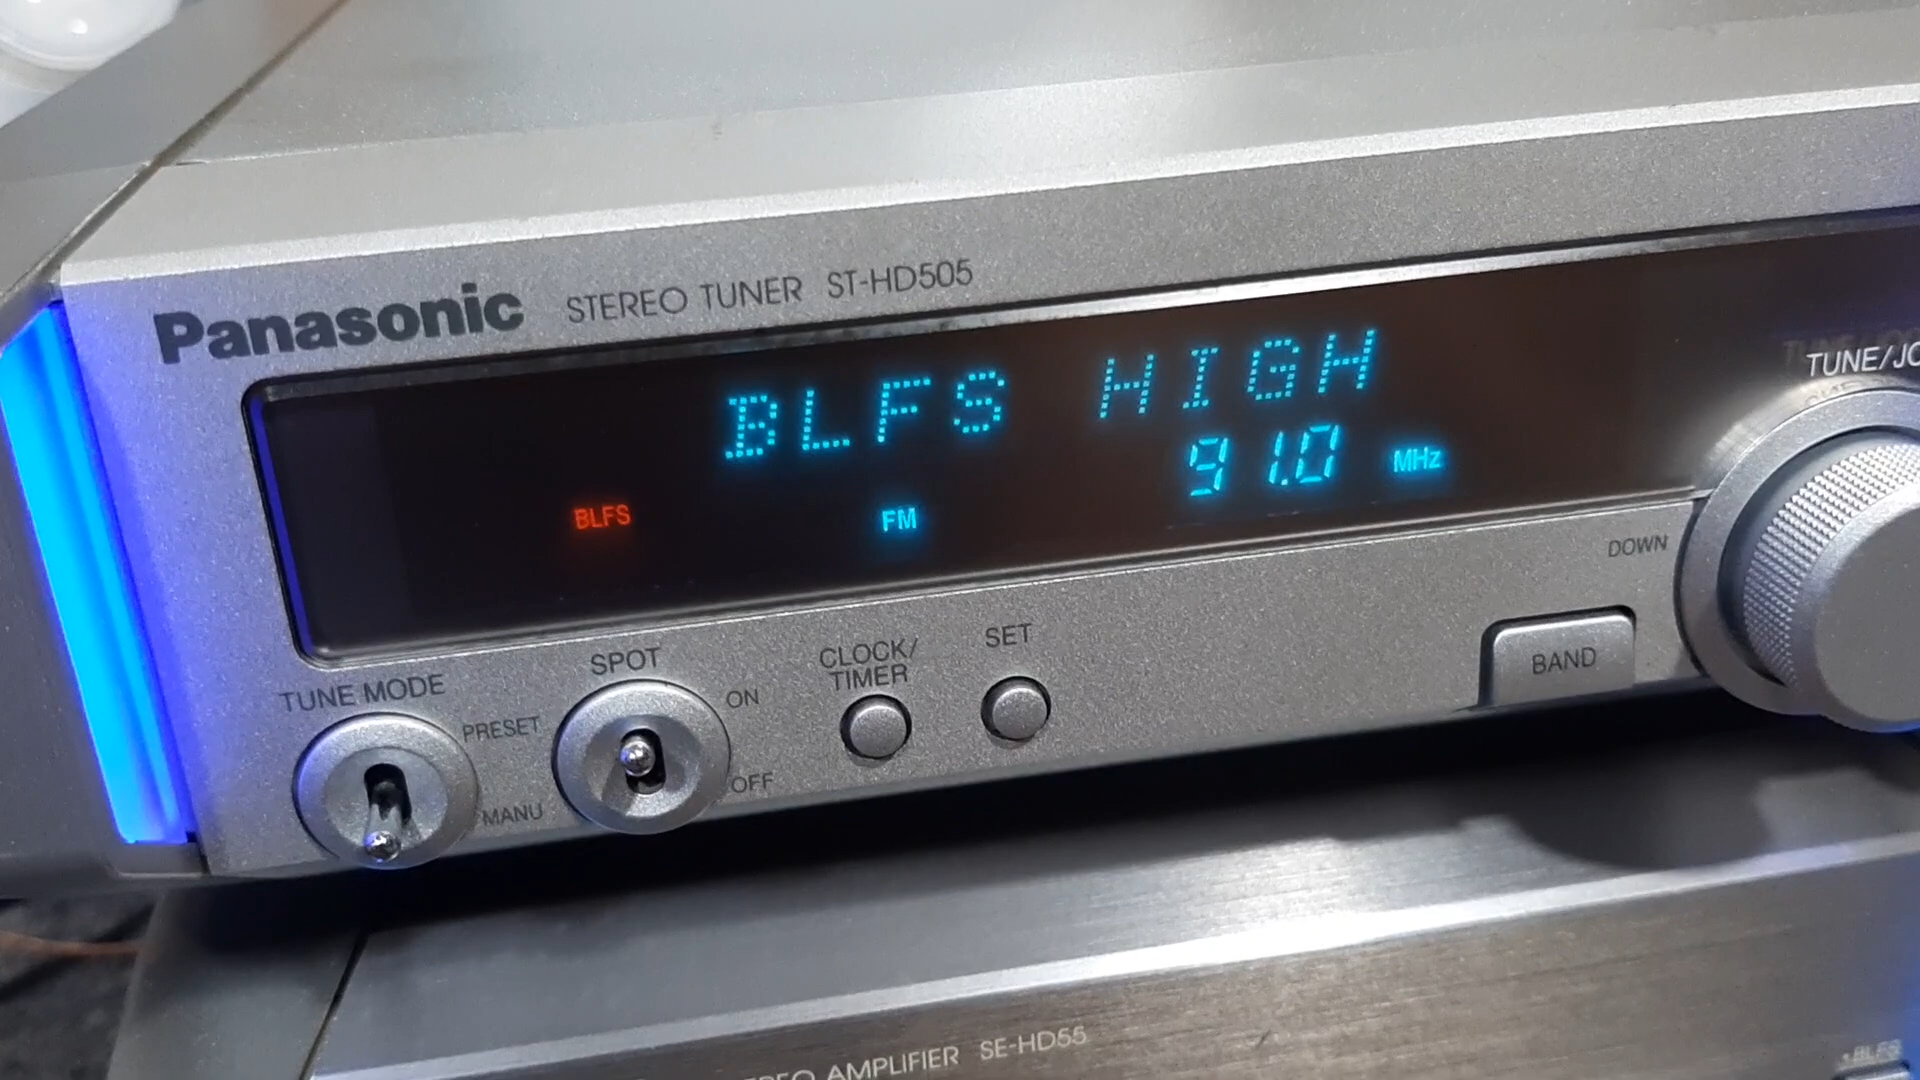 Panasonic STEREO TUNER ST-HD505
BLFS HIGH
91.0 MHz
BLFS FM
TUNE/JO
DOWN
TUNE MODE
PRESET
MANU
SPOT
ON
OFF
CLOCK/
TIMER
SET
BAND
AMPLIFIER SE-HD55
BLFS